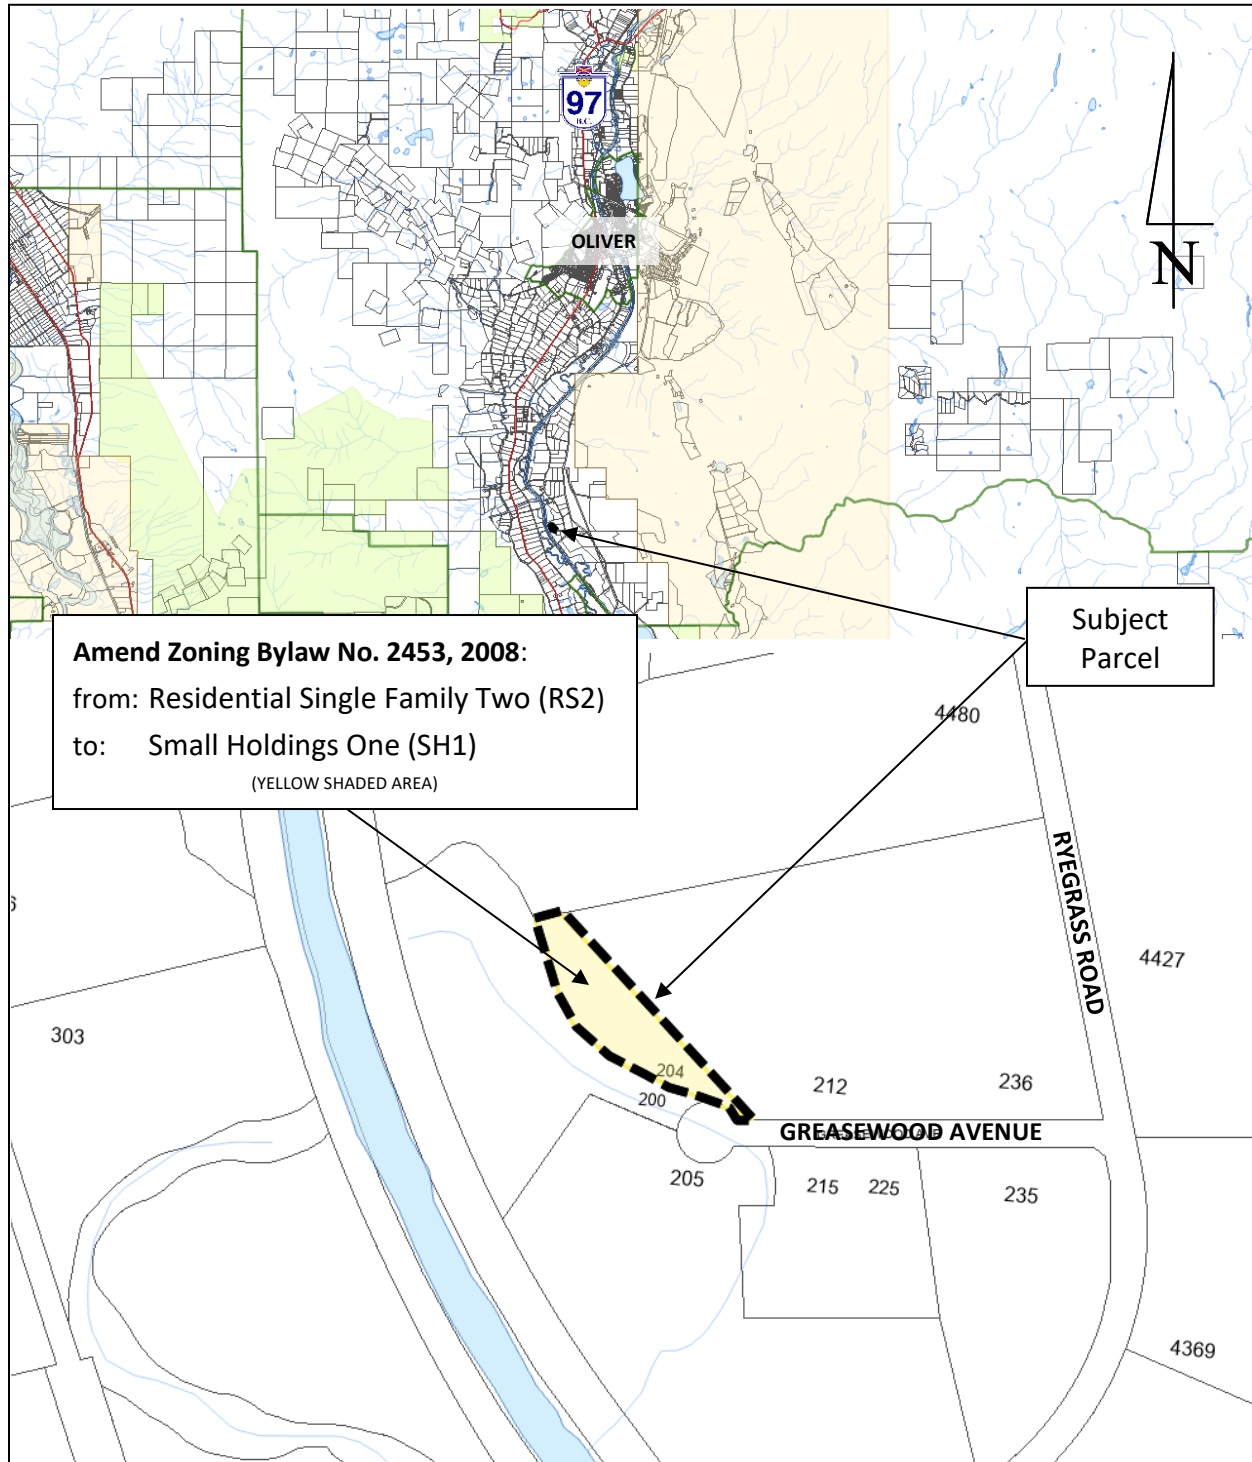 97
B.C.
OLIVER
N
Subject
Parcel
Amend Zoning Bylaw No. 2453, 2008:
from: Residential Single Family Two (RS2)
to: Small Holdings One (SH1)
(YELLOW SHADED AREA)
4480
RYEGRASS ROAD
4427
303
204
200
212
236
GREASEWOOD AVENUE
205
215
225
235
4369